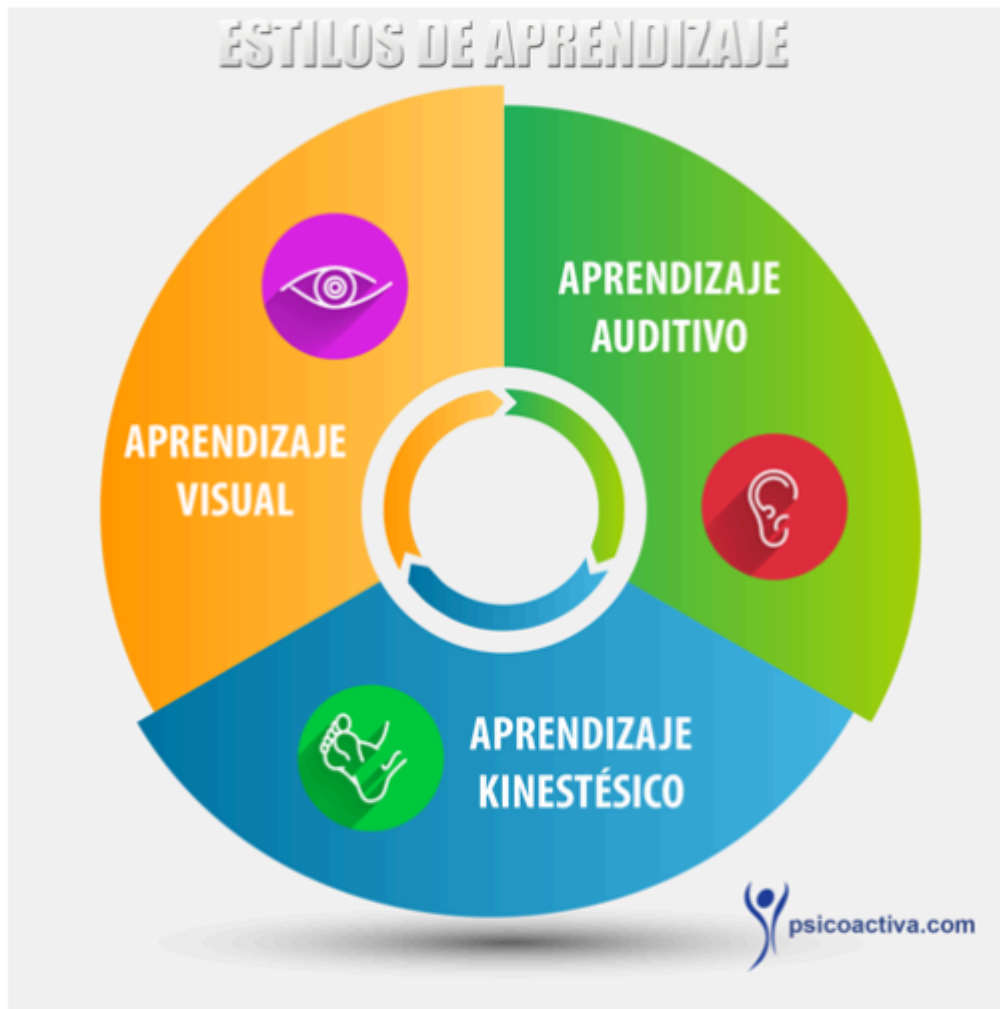 ESTILOS DE APRENDIZAJE
APRENDIZAJE
VISUAL
APRENDIZAJE
AUDITIVO
APRENDIZAJE
KINESTÉSICO
psicoactiva.com